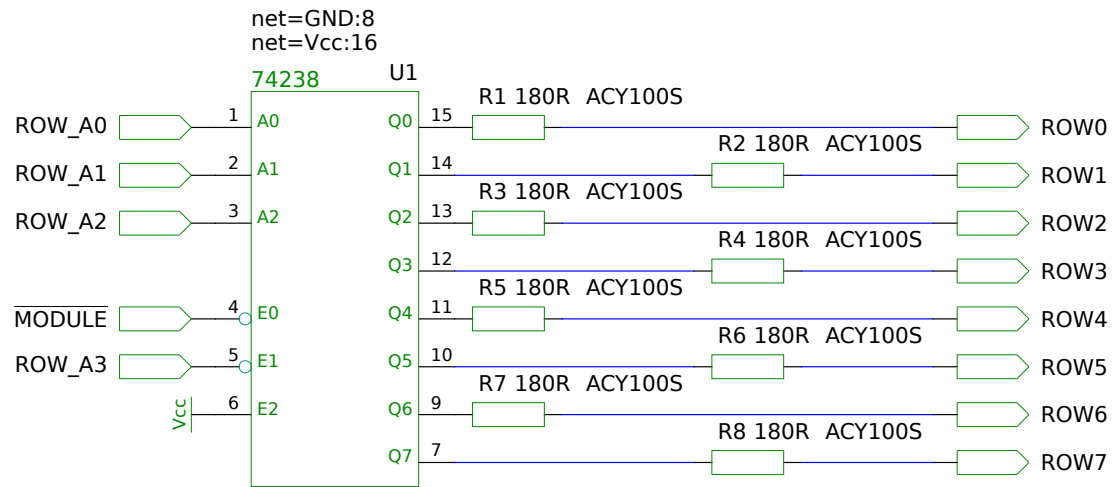 net=GND:8
net=Vcc:16
74238 U1
R1 180R ACY100S
ROW_A0 1 A0 Q0 15 ROW0
R2 180R ACY100S
ROW_A1 2 A1 Q1 14 ROW1
R3 180R ACY100S
ROW_A2 3 A2 Q2 13 ROW2
R4 180R ACY100S
Q3 12 ROW3
R5 180R ACY100S
MODULE 4 E0 Q4 11 ROW4
R6 180R ACY100S
ROW_A3 5 E1 Q5 10 ROW5
R7 180R ACY100S
Vcc 6 E2 Q6 9 ROW6
R8 180R ACY100S
Q7 7 ROW7